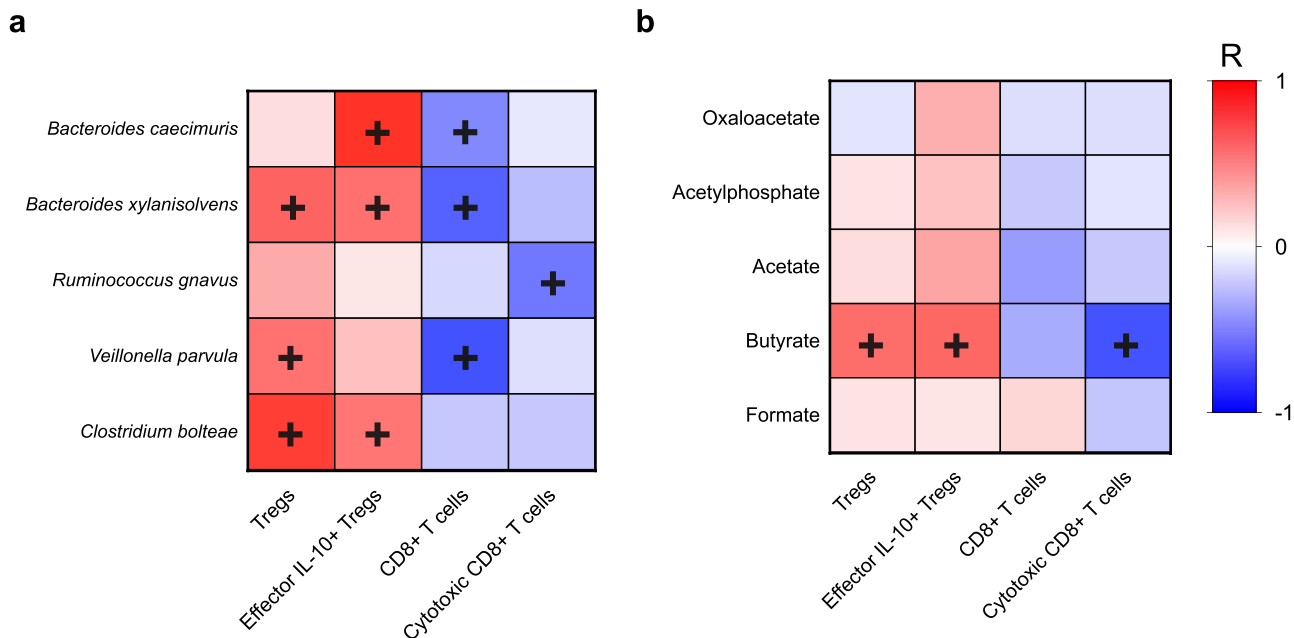 a
Bacteroides caecimuris
Bacteroides xylanisolvens
Ruminococcus gnavus
Veillonella parvula
Clostridium bolteae
+ +
+ + +
+
+ +
+ +
Tregs
Effector IL-10+ Tregs
CD8+ T cells
Cytotoxic CD8+ T cells
b
Oxaloacetate
Acetylphosphate
Acetate
Butyrate
Formate
+ + +
Tregs
Effector IL-10+ Tregs
CD8+ T cells
Cytotoxic CD8+ T cells
R
1
0
-1